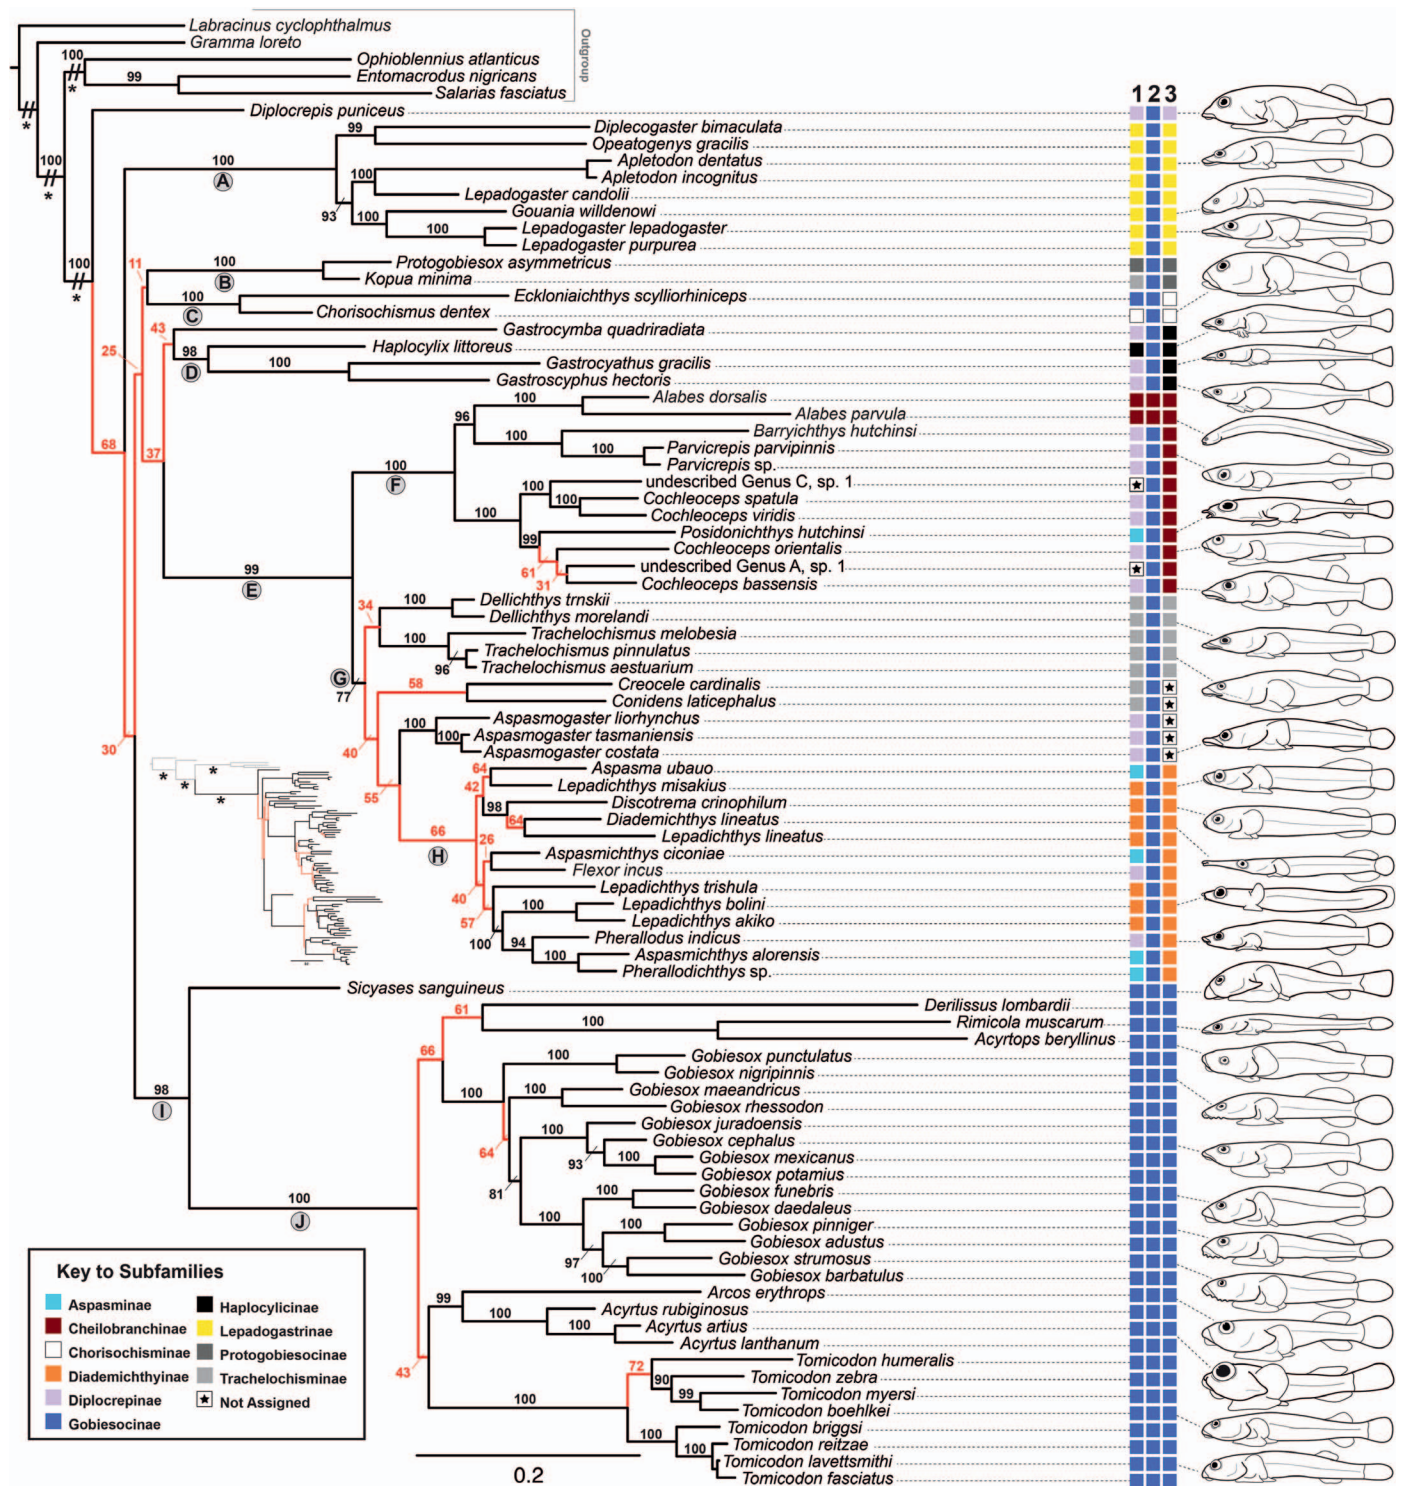 Labracinus cyclophthalmus
Gramma loreto
100
Ophioblennius atlanticus
99
Entomacrodus nigricans
Salarias fasciatus
Outgroup
*
*
100
*
100
*
1 2 3
Diplocrepis puniceus
99
Diplecogaster bimaculata
Opeatogenys gracilis
100
A
Apletodon dentatus
100
Apletodon incognitus
Lepadogaster candolii
93
100
Gouania willdenowi
100
Lepadogaster lepadogaster
Lepadogaster purpurea
11
100
B
Protogobiesox asymmetricus
Kopua minima
100
C
Eckloniaichthys scylliorhiniceps
Chorisochismus dentex
43
Gastrocymba quadriradiata
25
98
D
Haplocylix littoreus
100
Gastrocyathus gracilis
Gastroscyphus hectoris
68
37
100
Alabes dorsalis
96
Alabes parvula
100
Barryichthys hutchinsi
100
Parvicrepis parvipinnis
Parvicrepis sp.
100
F
100
undescribed Genus C, sp. 1
100
Cochleoceps spatula
Cochleoceps viridis
100
Posidonichthys hutchinsi
99
Cochleoceps orientalis
61
undescribed Genus A, sp. 1
31
Cochleoceps bassensis
99
E
34
100
Dellichthys trnskii
Dellichthys morelandi
100
Trachelochismus melobesia
96
Trachelochismus pinnulatus
Trachelochismus aestuarium
G
77
58
Creocele cardinalis
Conidens laticephalus
100
Aspasmogaster liorhynchus
100
Aspasmogaster tasmaniensis
Aspasmogaster costata
30
40
55
64
Aspasma ubauo
42
Lepadichthys misakius
98
Discotrema crinophilum
64
Diademichthys lineatus
Lepadichthys lineatus
66
H
26
Aspasmichthys ciconiae
Flexor incus
40
Lepadichthys trishula
57
100
Lepadichthys bolini
Lepadichthys akiko
100
Pherallodus indicus
94
100
Aspasmichthys alorensis
Pherallodichthys sp.
*
*
*
*
Sicyases sanguineus
61
Derilissus lombardii
100
Rimicola muscarum
Acyrtops beryllinus
66
100
Gobiesox punctulatus
Gobiesox nigripinnis
98
I
100
100
Gobiesox maeandricus
Gobiesox rhessodon
64
100
Gobiesox juradoensis
Gobiesox cephalus
93
100
Gobiesox mexicanus
Gobiesox potamius
81
100
Gobiesox funebris
Gobiesox daedaleus
100
100
Gobiesox pinniger
Gobiesox adustus
97
Gobiesox strumosus
100
Gobiesox barbatulus
100
J
99
Arcos erythrops
100
Acyrtus rubiginosus
100
Acyrtus artius
Acyrtus lanthanum
43
72
Tomicodon humeralis
90
Tomicodon zebra
99
Tomicodon myersi
Tomicodon boehlkei
100
100
Tomicodon briggsi
100
Tomicodon reitzae
Tomicodon lavettsmithi
Tomicodon fasciatus
0.2
Key to Subfamilies
Aspasminae
Cheilobranchinae
Chorisochisminae
Diademichthyinae
Diplocrepinae
Gobiesocinae
Haplocylicinae
Lepadogastrinae
Protogobiesocinae
Trachelochisminae
Not Assigned